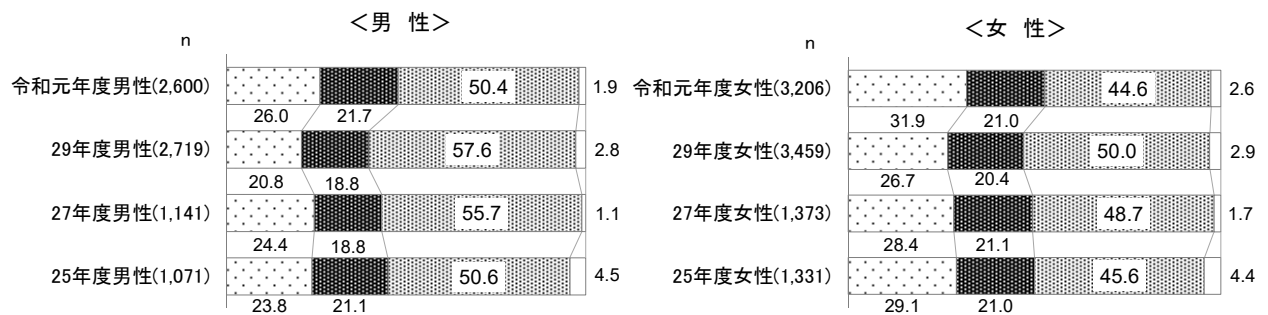 ＜男　性＞
n
令和元年度男性(2,600)
50.4
1.9
26.0
21.7
29年度男性(2,719)
57.6
2.8
20.8
18.8
27年度男性(1,141)
55.7
1.1
24.4
18.8
25年度男性(1,071)
50.6
4.5
23.8
21.1
＜女　性＞
n
令和元年度女性(3,206)
44.6
2.6
31.9
21.0
29年度女性(3,459)
50.0
2.9
26.7
20.4
27年度女性(1,373)
48.7
1.7
28.4
21.1
25年度女性(1,331)
45.6
4.4
29.1
21.0